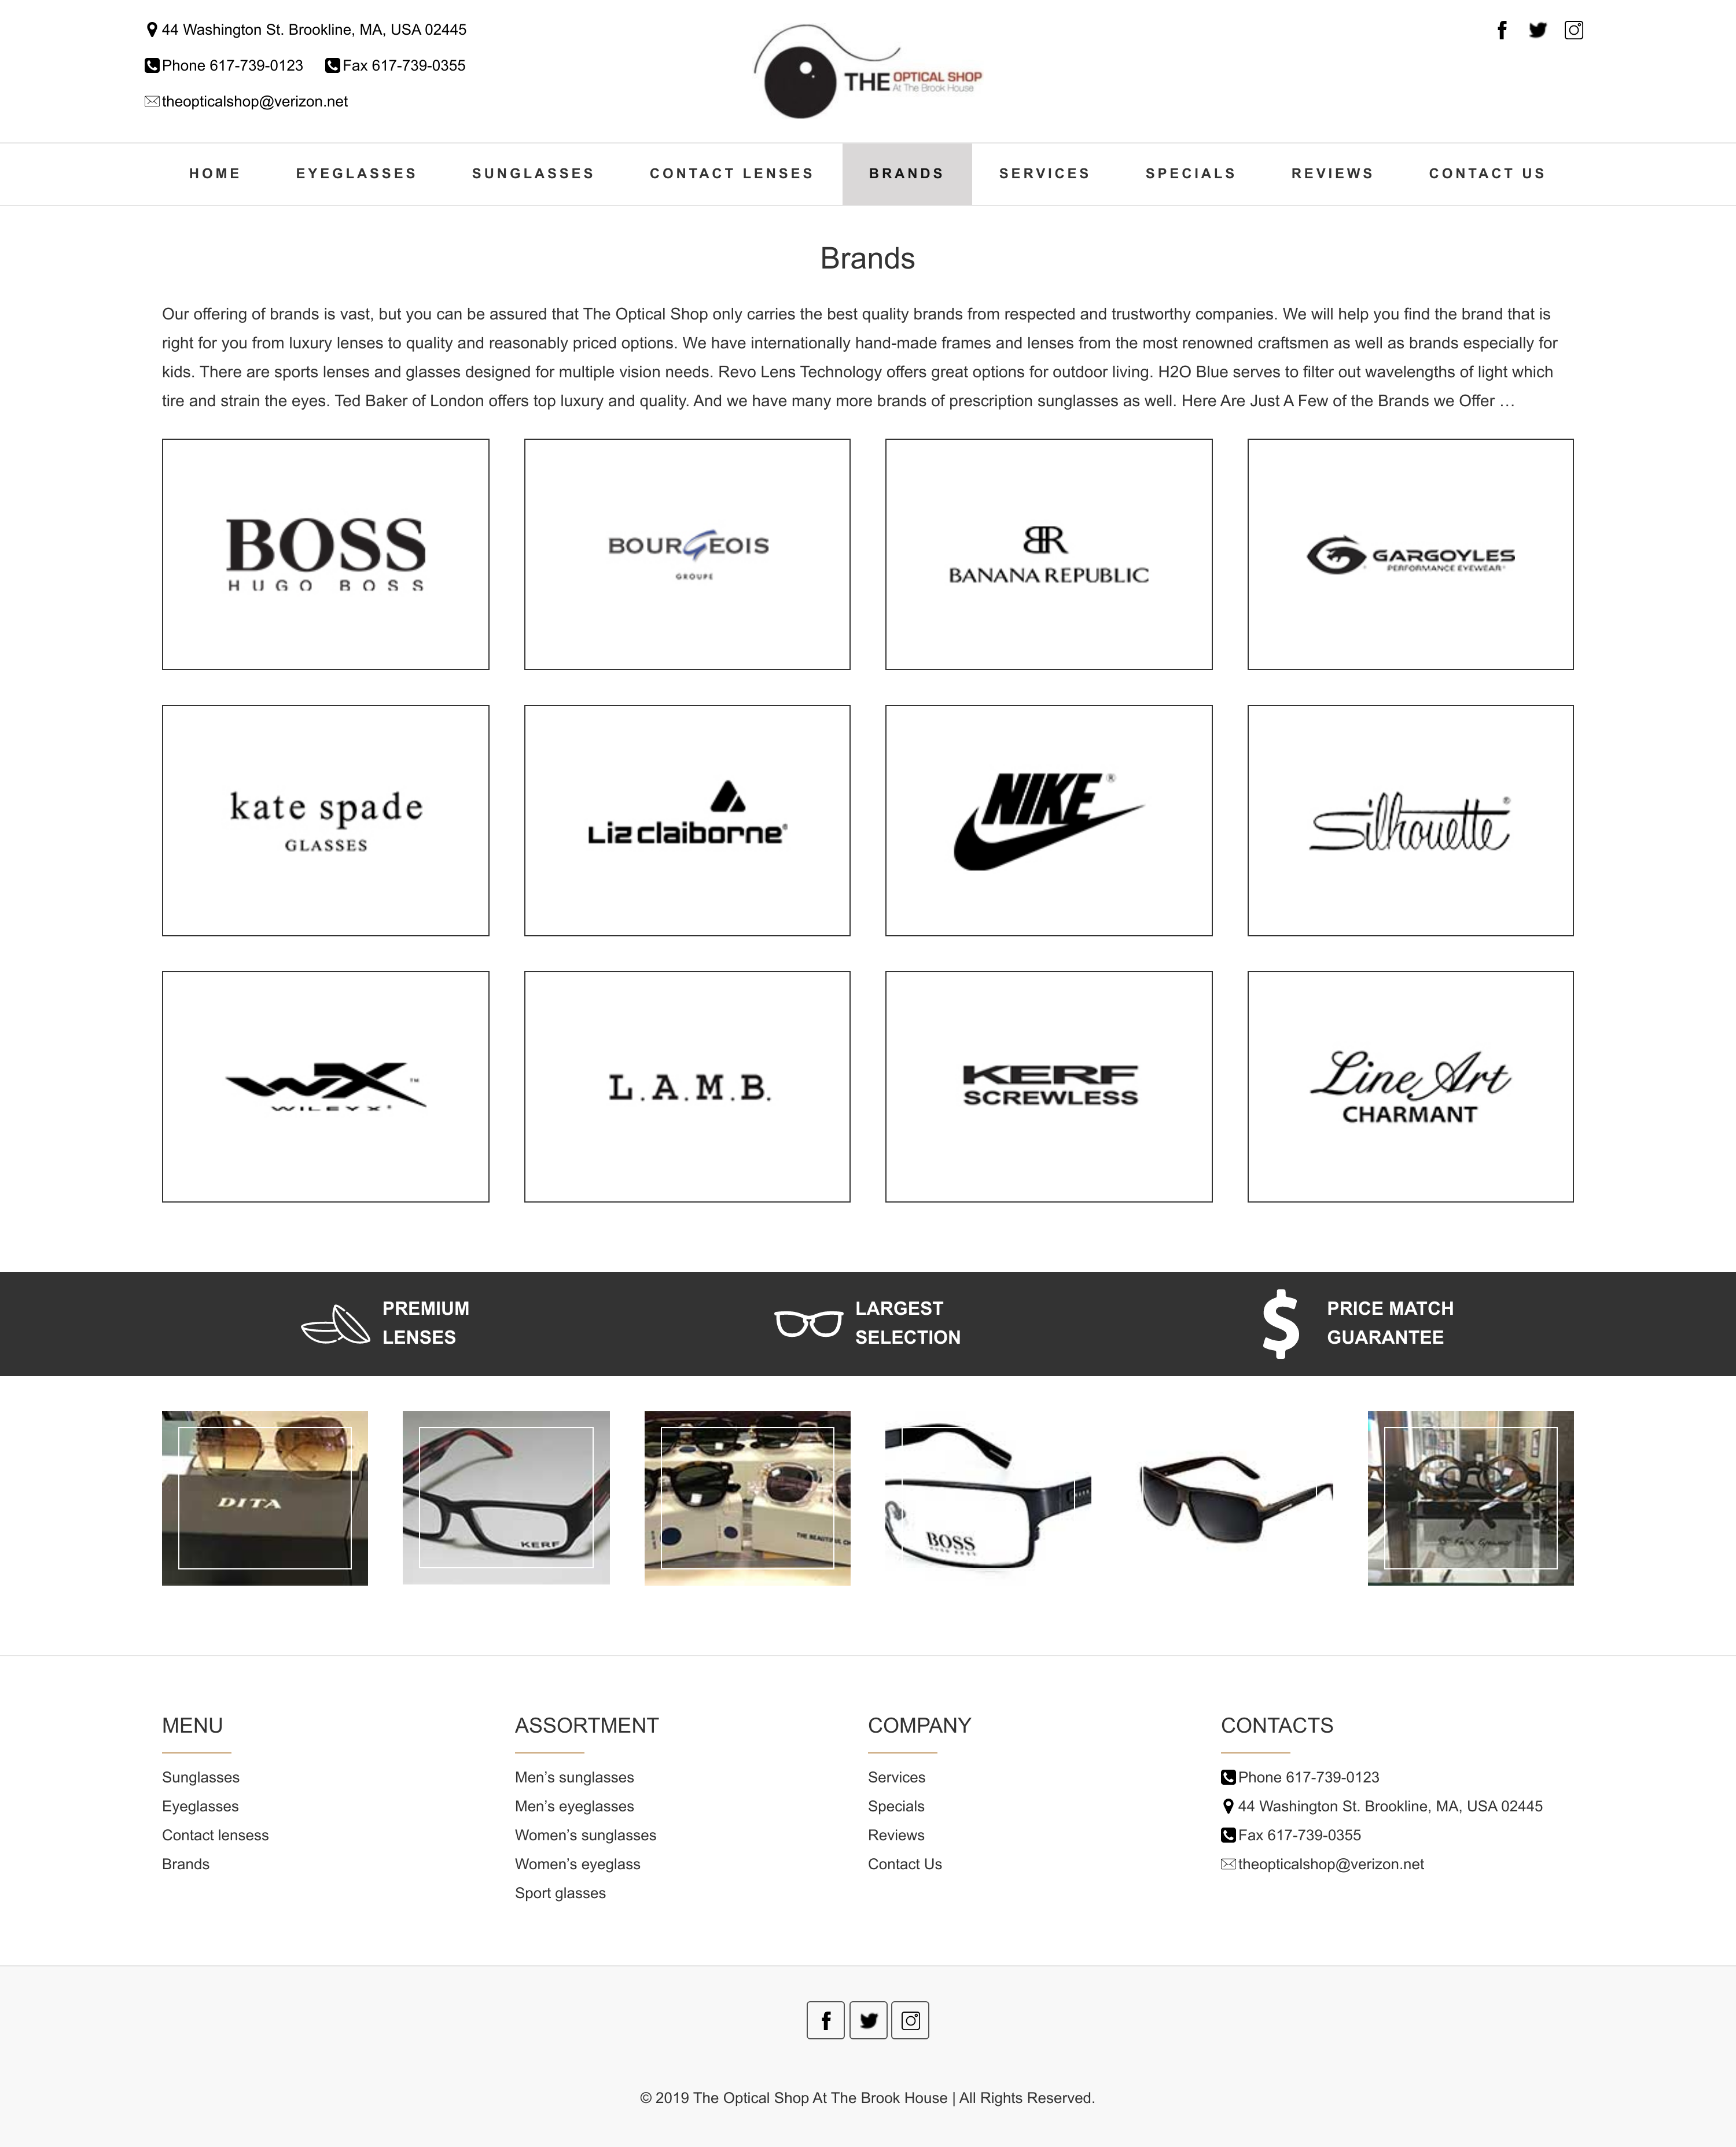 44 Washington St. Brookline, MA, USA 02445
Phone 617-739-0123 Fax 617-739-0355
theopticalshop@verizon.net
THE OPTICAL SHOP
At The Brook House
HOME EYEGLASSES SUNGLASSES CONTACT LENSES BRANDS SERVICES SPECIALS REVIEWS CONTACT US
Brands
Our offering of brands is vast, but you can be assured that The Optical Shop only carries the best quality brands from respected and trustworthy companies. We will help you find the brand that is
right for you from luxury lenses to quality and reasonably priced options. We have internationally hand-made frames and lenses from the most renowned craftsmen as well as brands especially for
kids. There are sports lenses and glasses designed for multiple vision needs. Revo Lens Technology offers great options for outdoor living. H2O Blue serves to filter out wavelengths of light which
tire and strain the eyes. Ted Baker of London offers top luxury and quality. And we have many more brands of prescription sunglasses as well. Here Are Just A Few of the Brands we Offer …
BOSS
HUGO BOSS
BOURGEOIS
GROUPE
BR
BANANA REPUBLIC
GARGOYLES
PERFORMANCE EYEWEAR
kate spade
GLASSES
Liz claiborne®
NIKE®
Silhouette®
WX™
WILEY X®
L.A.M.B.
KERF
SCREWLESS
Line Art
CHARMANT
PREMIUM
LENSES
LARGEST
SELECTION
PRICE MATCH
GUARANTEE
DITA
KERF
THE BEAUTIFUL
BOSS
HUGO BOSS
MENU
Sunglasses
Eyeglasses
Contact lensess
Brands
ASSORTMENT
Men’s sunglasses
Men’s eyeglasses
Women’s sunglasses
Women’s eyeglass
Sport glasses
COMPANY
Services
Specials
Reviews
Contact Us
CONTACTS
Phone 617-739-0123
44 Washington St. Brookline, MA, USA 02445
Fax 617-739-0355
theopticalshop@verizon.net
© 2019 The Optical Shop At The Brook House | All Rights Reserved.